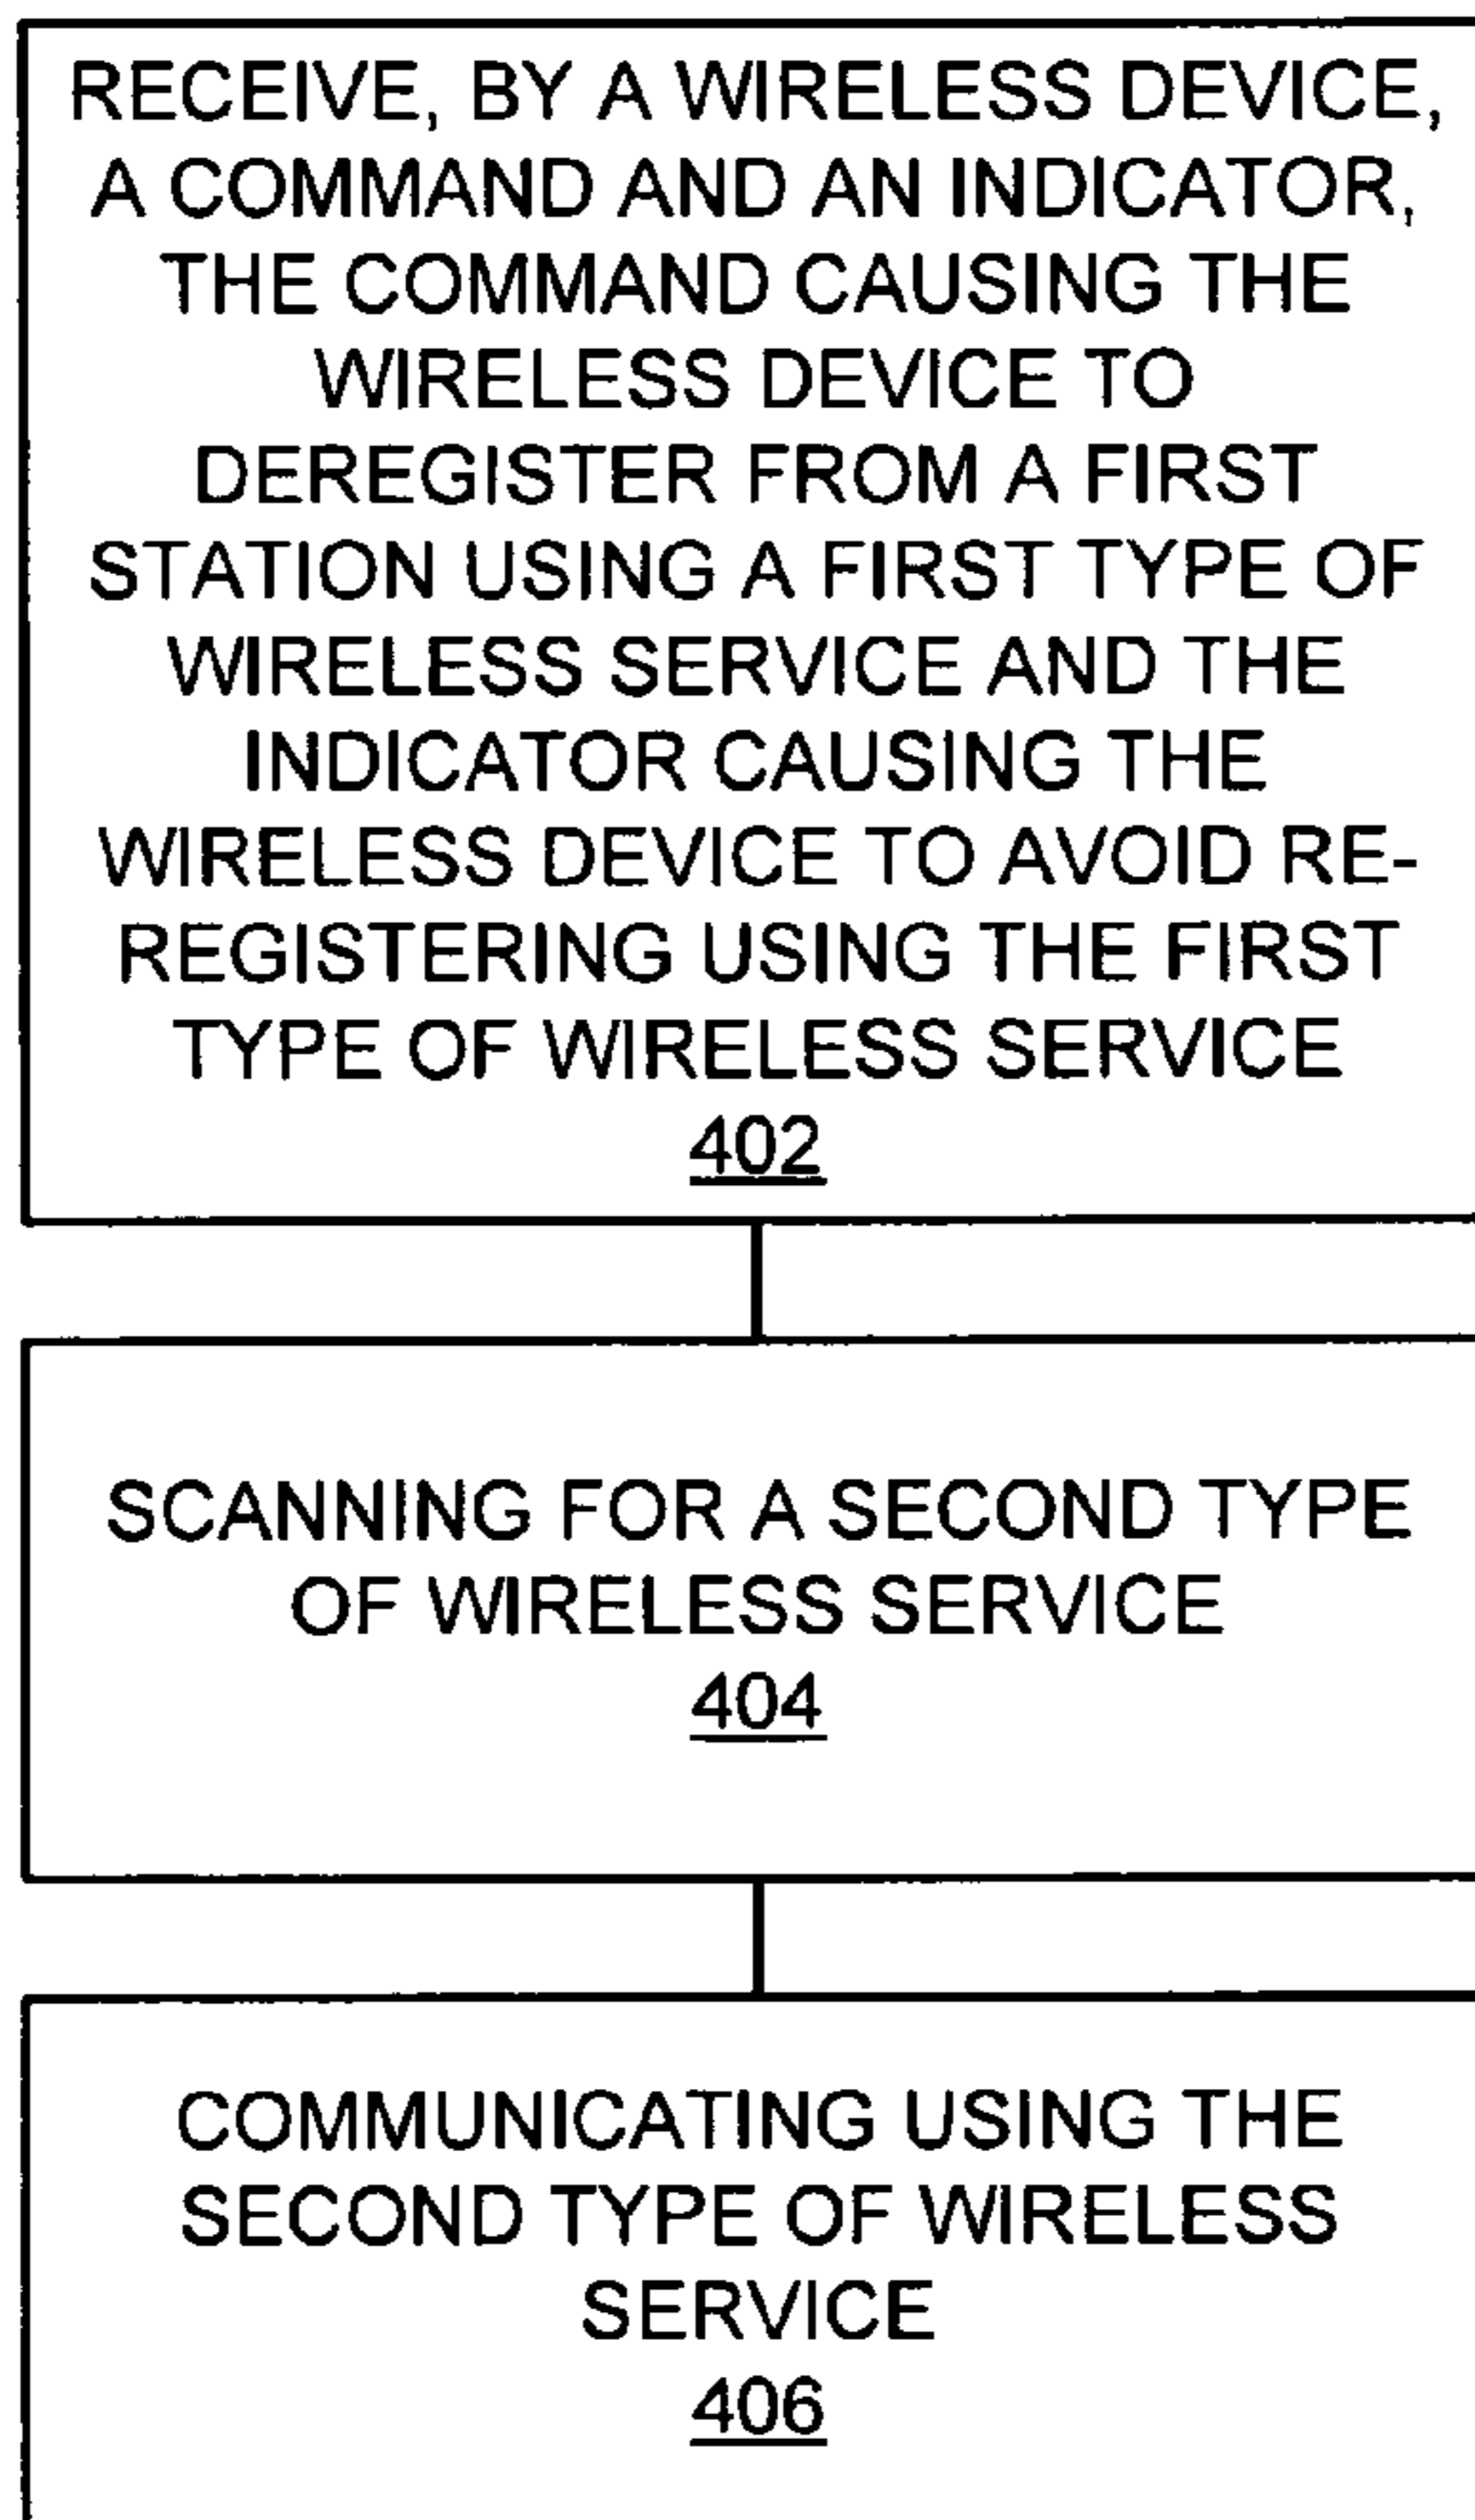 RECEIVE, BY A WIRELESS DEVICE,
A COMMAND AND AN INDICATOR,
THE COMMAND CAUSING THE
WIRELESS DEVICE TO
DEREGISTER FROM A FIRST
STATION USING A FIRST TYPE OF
WIRELESS SERVICE AND THE
INDICATOR CAUSING THE
WIRELESS DEVICE TO AVOID RE-
REGISTERING USING THE FIRST
TYPE OF WIRELESS SERVICE
402
SCANNING FOR A SECOND TYPE
OF WIRELESS SERVICE
404
COMMUNICATING USING THE
SECOND TYPE OF WIRELESS
SERVICE
406